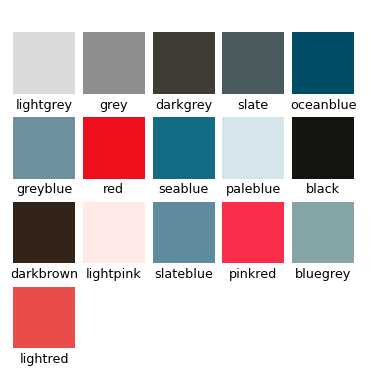 lightgrey grey darkgrey slate oceanblue
greyblue red seablue paleblue black
darkbrown lightpink slateblue pinkred bluegrey
lightred